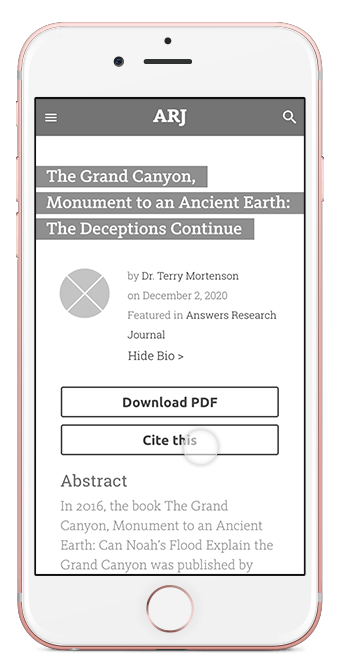 ARJ
The Grand Canyon,
Monument to an Ancient Earth:
The Deceptions Continue
by Dr. Terry Mortenson
on December 2, 2020
Featured in Answers Research
Journal
Hide Bio >
Download PDF
Cite this
Abstract
In 2016, the book The Grand
Canyon, Monument to an Ancient
Earth: Can Noah's Flood Explain the
Grand Canyon was published by